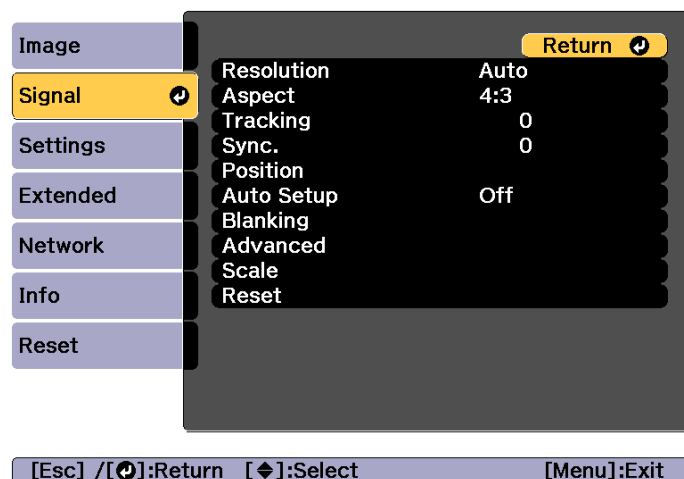 Image
Signal
Settings
Extended
Network
Info
Reset
Return
Resolution Auto
Aspect 4:3
Tracking 0
Sync. 0
Position
Auto Setup Off
Blanking
Advanced
Scale
Reset
[Esc] /[⏎]:Return [◆]:Select [Menu]:Exit